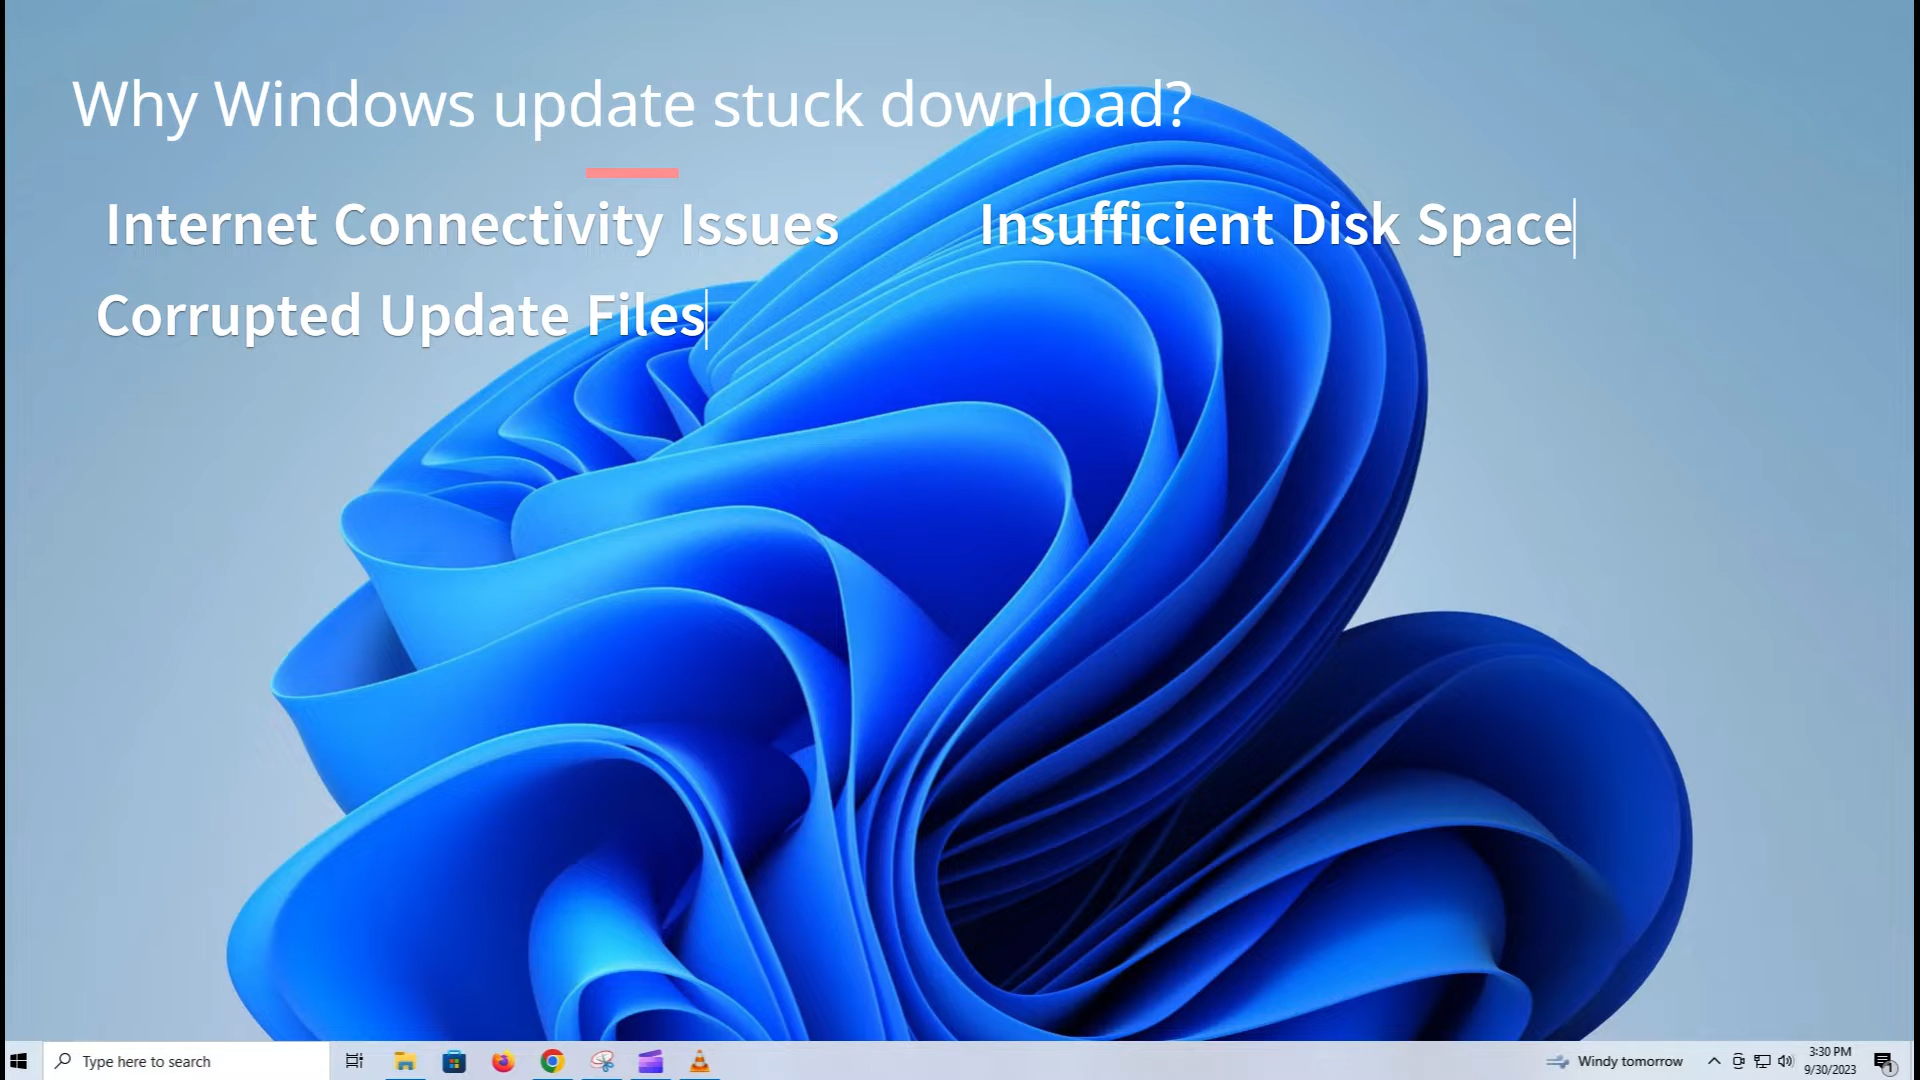 Why Windows update stuck download?
Internet Connectivity Issues
Insufficient Disk Space
Corrupted Update Files
Type here to search
Windy tomorrow
3:30 PM
9/30/2023
1